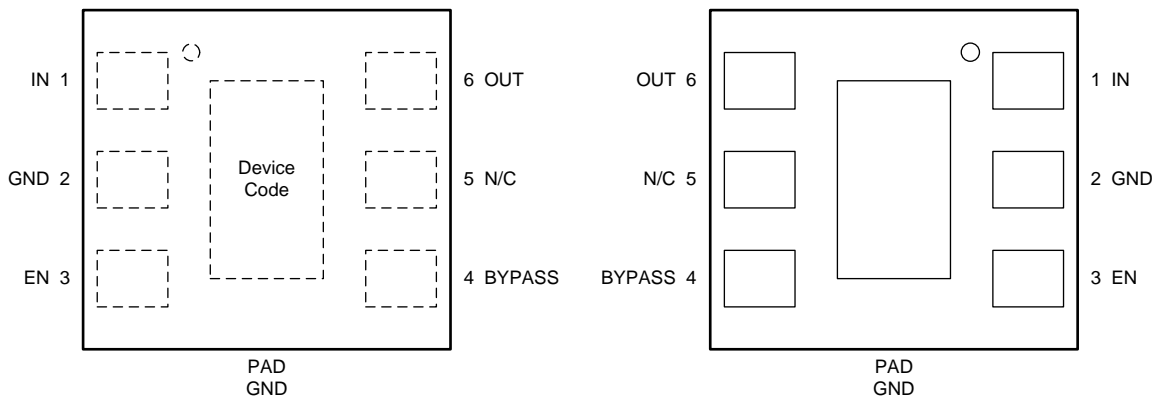 IN 1
6 OUT
GND 2
Device
Code
5 N/C
EN 3
4 BYPASS
PAD
GND
OUT 6
1 IN
N/C 5
2 GND
BYPASS 4
3 EN
PAD
GND